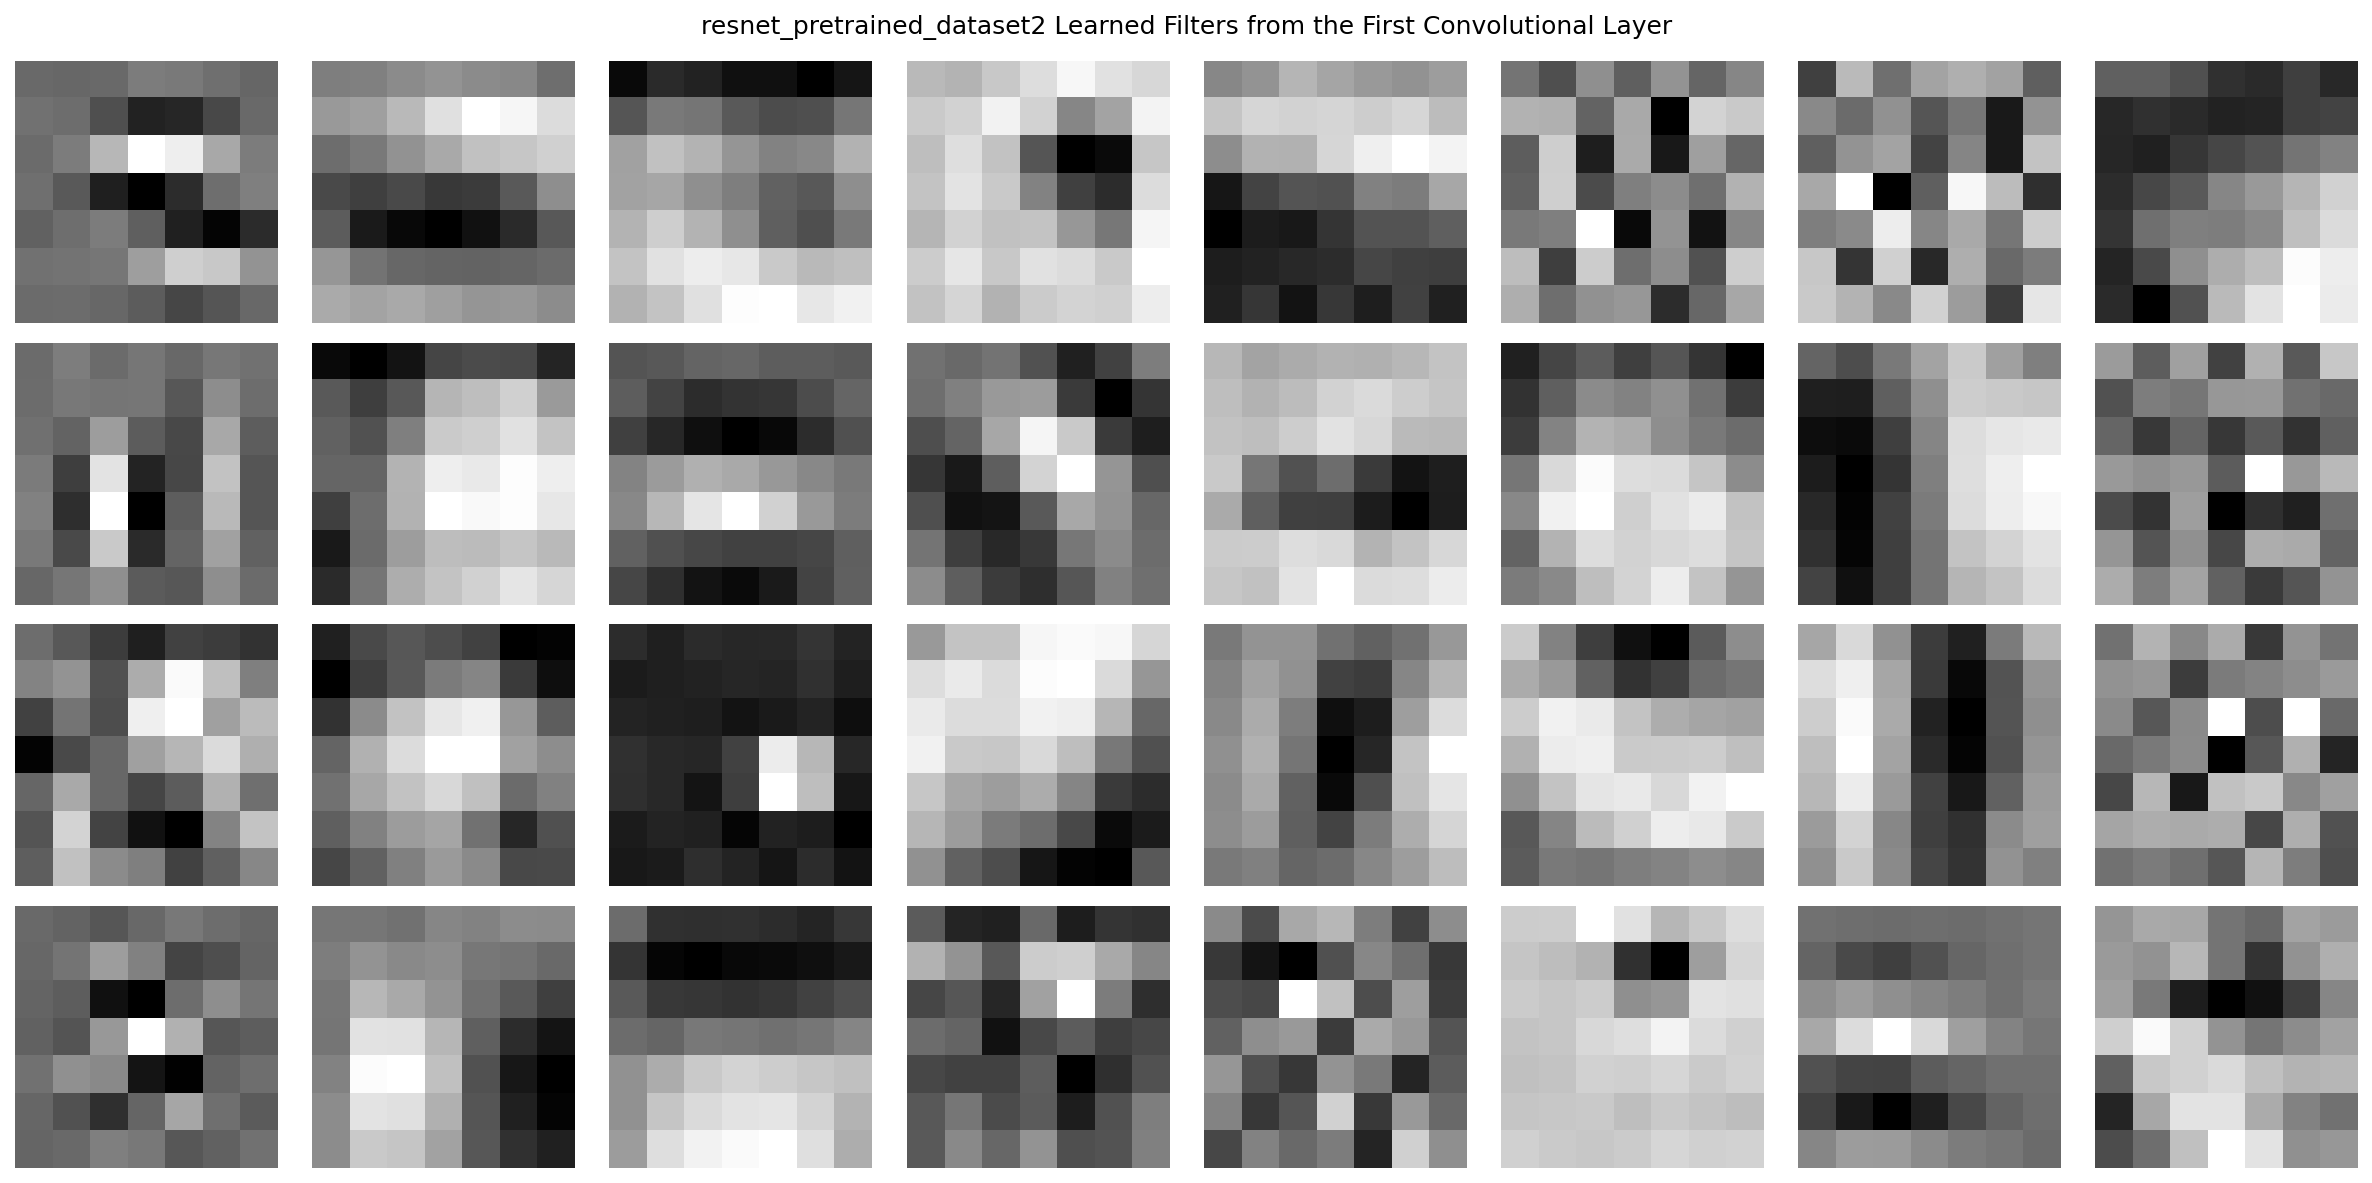 resnet_pretrained_dataset2 Learned Filters from the First Convolutional Layer